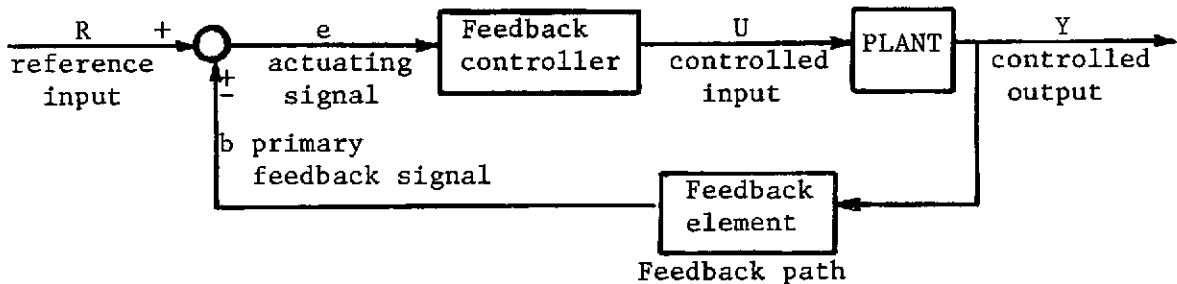 R +
reference
input
e
actuating
signal
Feedback
controller
U
controlled
input
PLANT
Y
controlled
output
+
-
b primary
feedback signal
Feedback
element
Feedback path